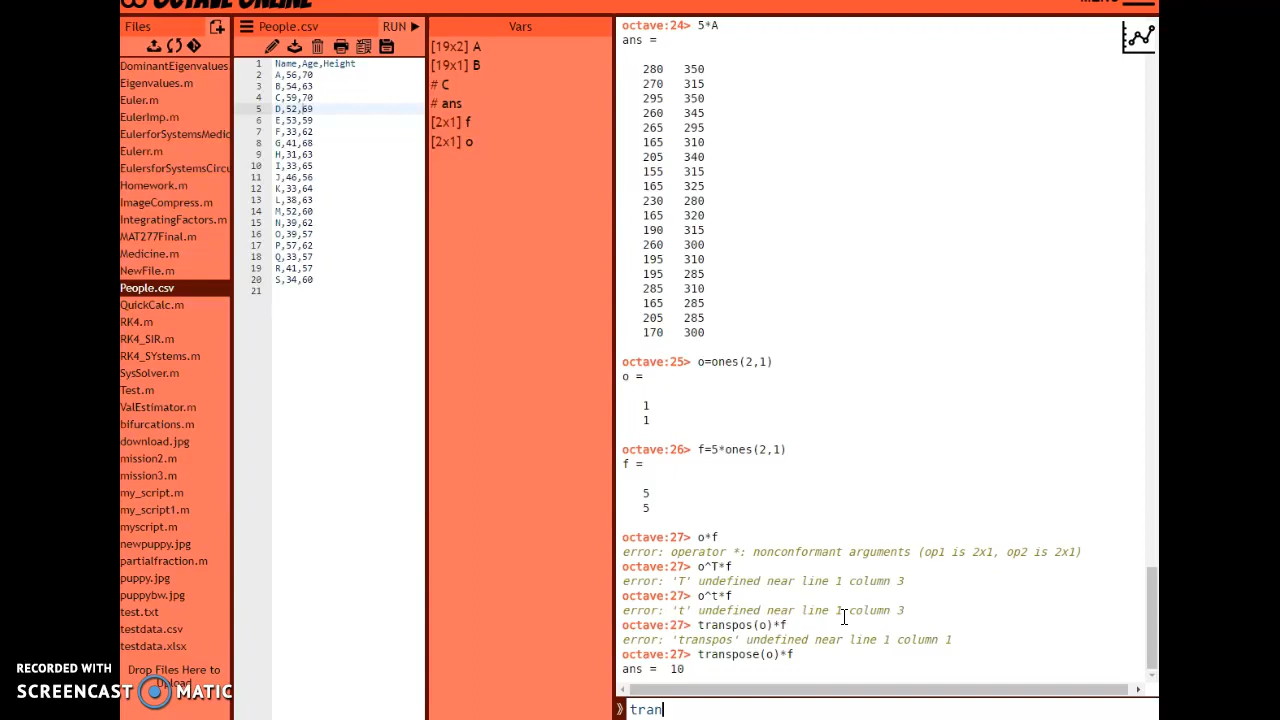 OCTAVE ONLINE
MENU
Files
People.csv
RUN
Vars
DominantEigenvalues
Eigenvalues.m
Euler.m
EulerImp.m
EulerforSystemsMedic
Eulerr.m
EulersforSystemsCircu
Homework.m
ImageCompress.m
IntegratingFactors.m
MAT277Final.m
Medicine.m
NewFile.m
People.csv
QuickCalc.m
RK4.m
RK4_SIR.m
RK4_SYstems.m
SysSolver.m
Test.m
ValEstimator.m
bifurcations.m
download.jpg
mission2.m
mission3.m
my_script.m
my_script1.m
myscript.m
newpuppy.jpg
partialfraction.m
puppy.jpg
puppybw.jpg
test.txt
testdata.csv
testdata.xlsx
Drop Files Here to
Upload
1 Name,Age,Height
2 A,56,70
3 B,54,63
4 C,59,70
5 D,52,69
6 E,53,59
7 F,33,62
8 G,41,68
9 H,31,63
10 I,33,65
11 J,46,56
12 K,33,64
13 L,38,63
14 M,52,60
15 N,39,62
16 O,39,57
17 P,57,62
18 Q,33,57
19 R,41,57
20 S,34,60
21
[19x2] A
[19x1] B
# C
# ans
[2x1] f
[2x1] o
octave:24> 5*A
ans =
280 350
270 315
295 350
260 345
265 295
165 310
205 340
155 315
165 325
230 280
165 320
190 315
260 300
195 310
195 285
285 310
165 285
205 285
170 300
octave:25> o=ones(2,1)
o =
1
1
octave:26> f=5*ones(2,1)
f =
5
5
octave:27> o*f
error: operator *: nonconformant arguments (op1 is 2x1, op2 is 2x1)
octave:27> o^T*f
error: 'T' undefined near line 1 column 3
octave:27> o^t*f
error: 't' undefined near line 1 column 3
octave:27> transpos(o)*f
error: 'transpos' undefined near line 1 column 1
octave:27> transpose(o)*f
ans = 10
» tran
RECORDED WITH
SCREENCAST MATIC